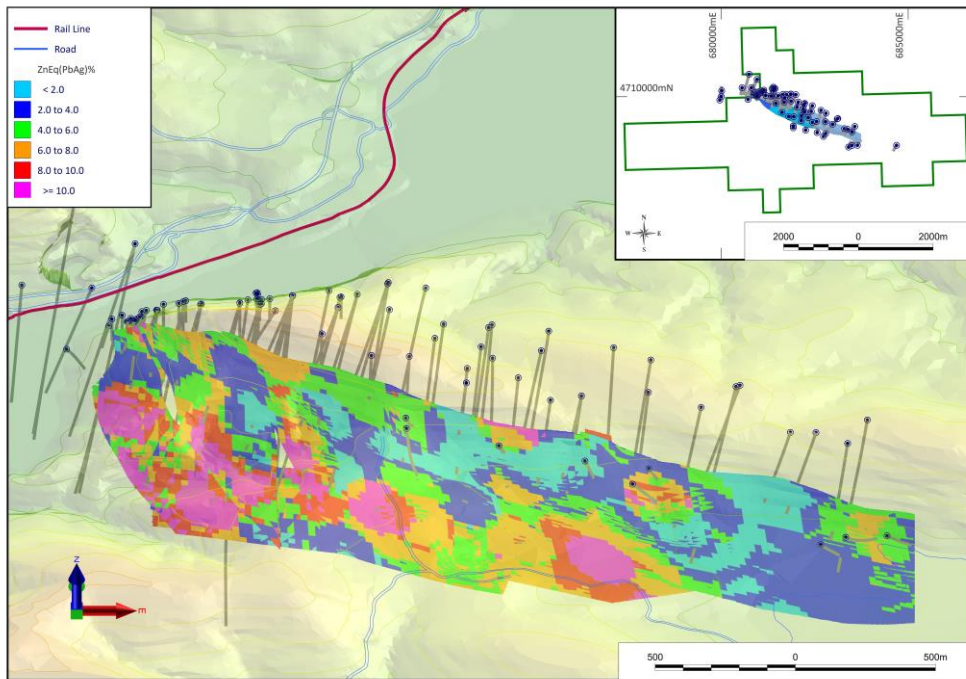 Rail Line
Road
ZnEq(PbAg)%
< 2.0
2.0 to 4.0
4.0 to 6.0
6.0 to 8.0
8.0 to 10.0
>= 10.0
680000mE
685000mE
4710000mN
N
W E
S
2000 0 2000m
z
m
500 0 500m